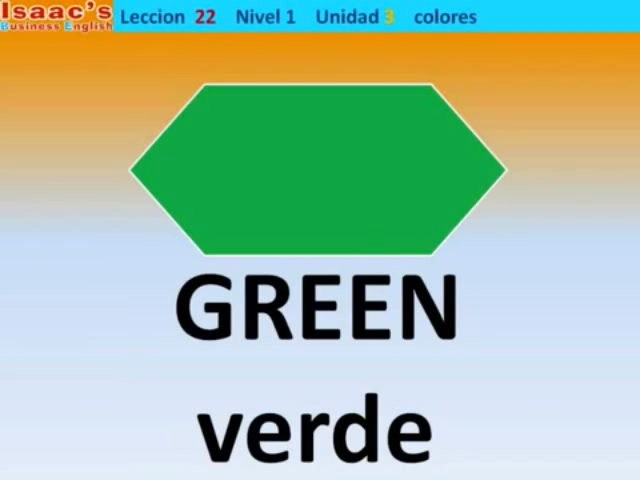 Isaac's
Business English
Leccion 22 Nivel 1 Unidad 3 colores
GREEN
verde